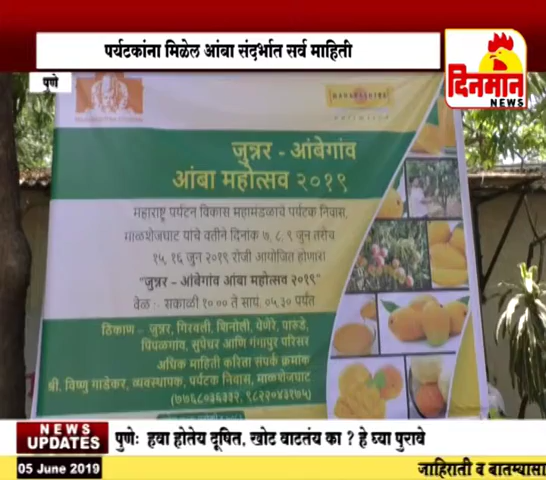 पर्यटकांना मिळेल आंबा संदर्भात सर्व माहिती
दिनमान
NEWS
पुणे
जुन्नर - आंबेगांव
आंबा महोत्सव २०१९
महाराष्ट्र पर्यटन विकास महामंडळाचे पर्यटक निवास,
माळशेजघाट यांचे वतीने दिनांक ७, ८, ९ जुन तसेच
१५, १६ जुन २०१९ रोजी आयोजित होणारा
"जुन्नर - आंबेगांव आंबा महोत्सव २०१९"
वेळ :- सकाळी १०.०० ते सायं. ०५.३० पर्यंत
ठिकाण - जुन्नर, गिरवली, शिनोली, येणेरे, पारुंडे,
पिंपळगांव, सुपेधर आणि गंगापुर परिसर
अधिक माहिती करिता संपर्क क्रमांक
श्री. विष्णु गाडेकर, व्यवस्थापक, पर्यटक निवास, माळशेजघाट
(७७६८०३६३३२, ९८२२०४३१७५)
NEWS
UPDATES
पुणे: हवा होतेय दूषित, खोट वाटतंय का ? हे घ्या पुरावे
05 June 2019
जाहिराती व बातम्यासा